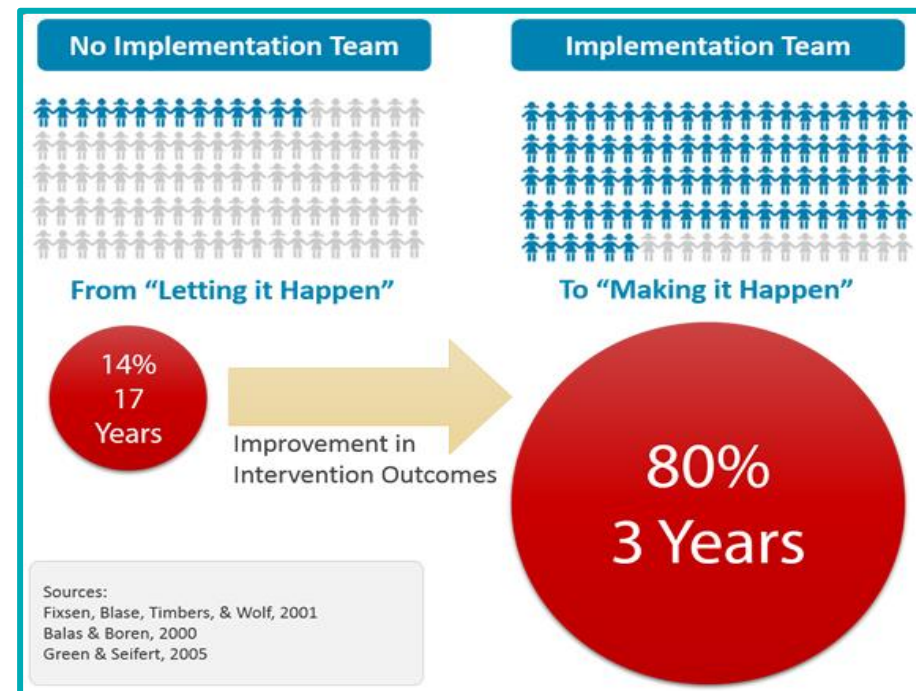 No Implementation Team
Implementation Team
From “Letting it Happen”
To “Making it Happen”
14%
17
Years
Improvement in
Intervention Outcomes
80%
3 Years
Sources:
Fixsen, Blase, Timbers, & Wolf, 2001
Balas & Boren, 2000
Green & Seifert, 2005